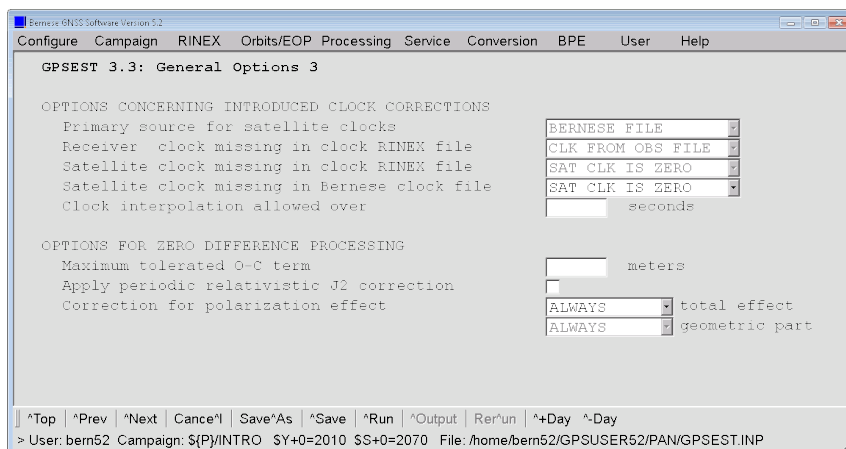 Bernese GNSS Software Version 5.2
Configure Campaign RINEX Orbits/EOP Processing Service Conversion BPE User Help
GPSEST 3.3: General Options 3
OPTIONS CONCERNING INTRODUCED CLOCK CORRECTIONS
Primary source for satellite clocks BERNESE FILE
Receiver clock missing in clock RINEX file CLK FROM OBS FILE
Satellite clock missing in clock RINEX file SAT CLK IS ZERO
Satellite clock missing in Bernese clock file SAT CLK IS ZERO
Clock interpolation allowed over seconds
OPTIONS FOR ZERO DIFFERENCE PROCESSING
Maximum tolerated O-C term meters
Apply periodic relativistic J2 correction
Correction for polarization effect ALWAYS total effect
ALWAYS geometric part
^Top | ^Prev | ^Next | Cance^l | Save^As | ^Save | ^Run | ^Output | Rer^un | ^+Day ^-Day
> User: bern52 Campaign: ${P}/INTRO $Y+0=2010 $S+0=2070 File: /home/bern52/GPSUSER52/PAN/GPSEST.INP